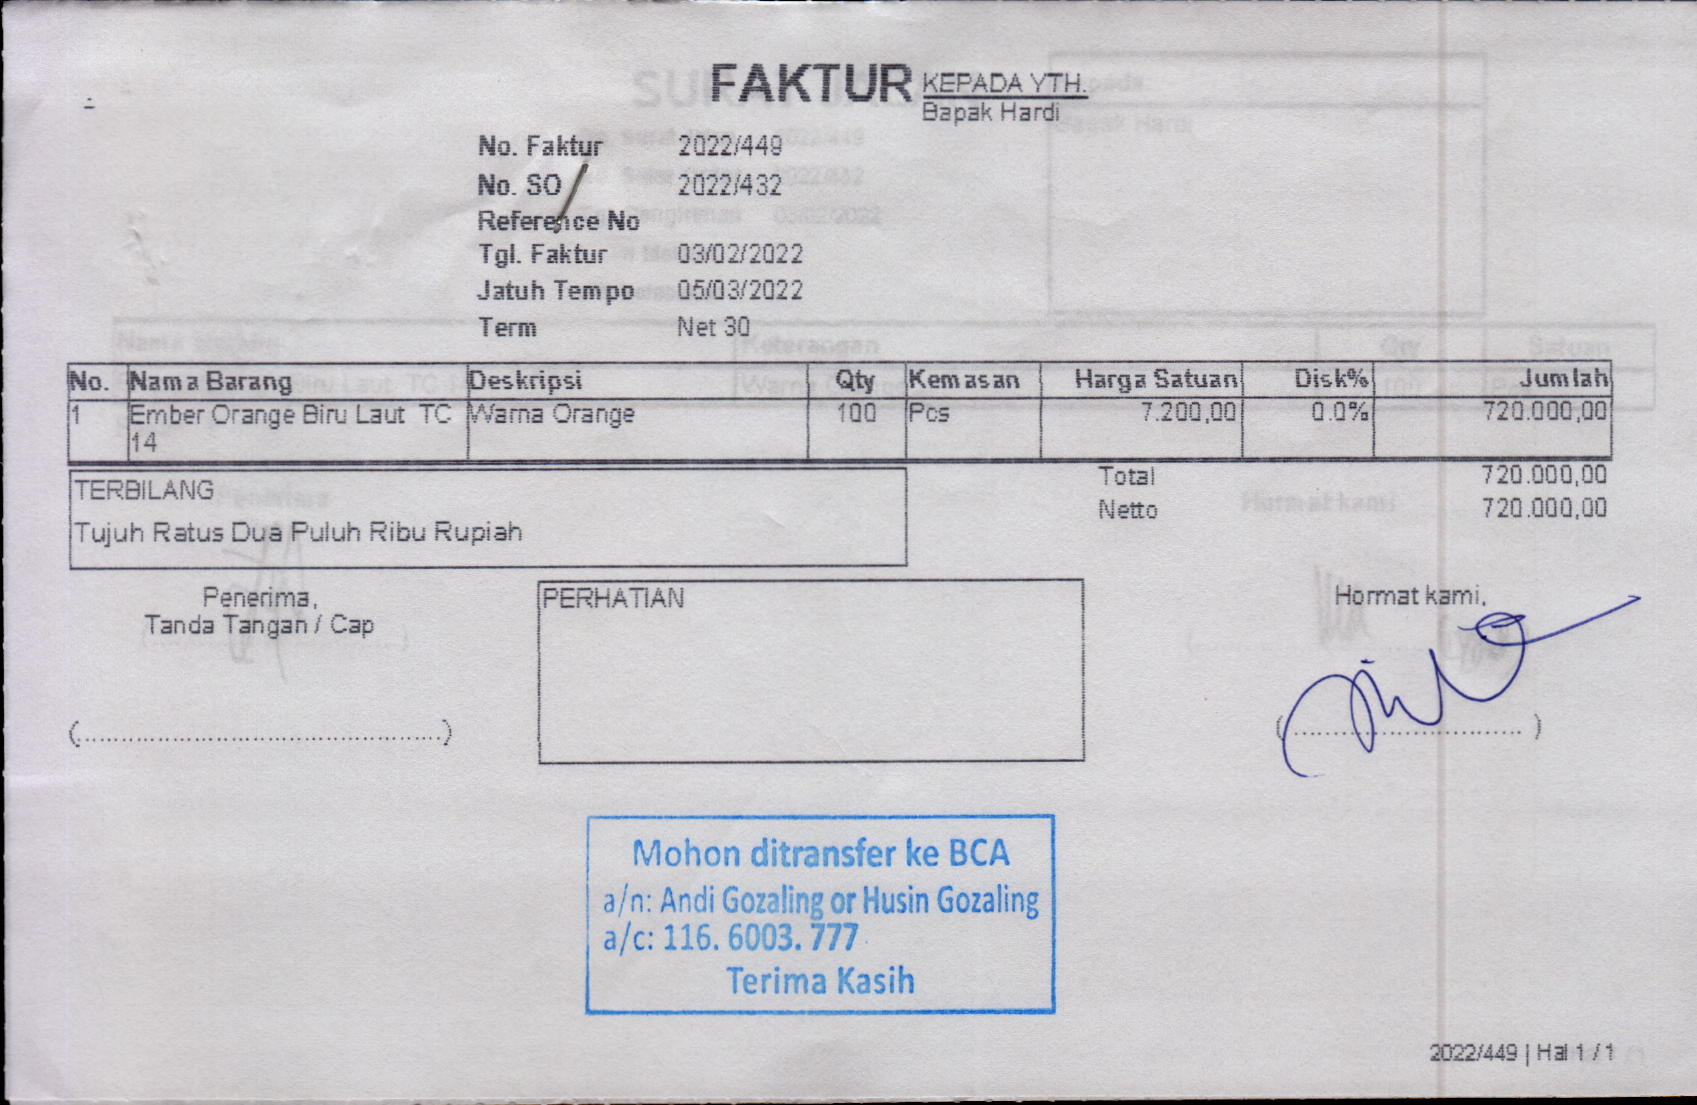 FAKTUR
KEPADA YTH.
Bapak Hardi
No. Faktur 2022/449
No. SO 2022/432
Reference No
Tgl. Faktur 03/02/2022
Jatuh Tempo 05/03/2022
Term Net 30
No. Nama Barang Deskripsi Qty Kemasan Harga Satuan Disk% Jumlah
1 Ember Orange Biru Laut TC Warna Orange 100 Pcs 7.200,00 0.0% 720.000,00
14
Total 720.000,00
TERBILANG
Netto 720.000,00
Tujuh Ratus Dua Puluh Ribu Rupiah
Penerima,
Tanda Tangan / Cap
PERHATIAN
Hormat kami,
Mohon ditransfer ke BCA
a/n: Andi Gozaling or Husin Gozaling
a/c: 116. 6003. 777
Terima Kasih
2022/449 | Hal 1 / 1